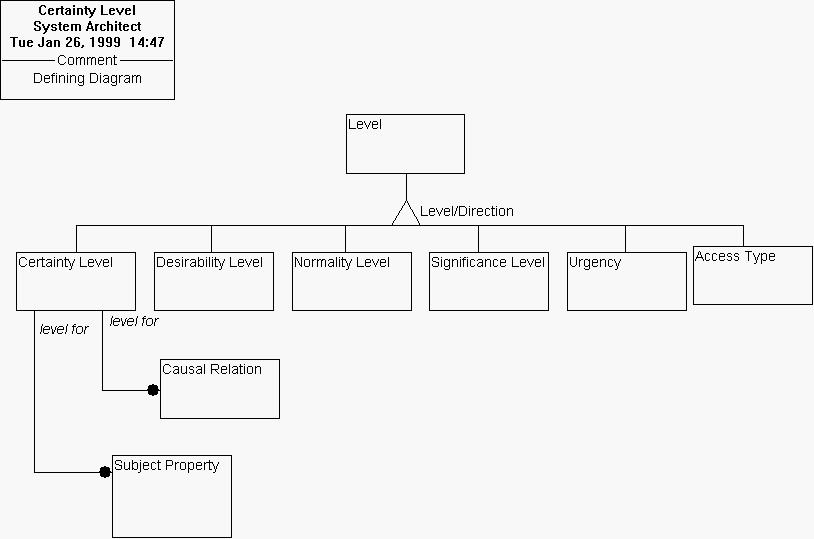 Certainty Level
System Architect
Tue Jan 26, 1999 14:47
Comment
Defining Diagram
Level
Level/Direction
Certainty Level
Desirability Level
Normality Level
Significance Level
Urgency
Access Type
level for
level for
Causal Relation
Subject Property